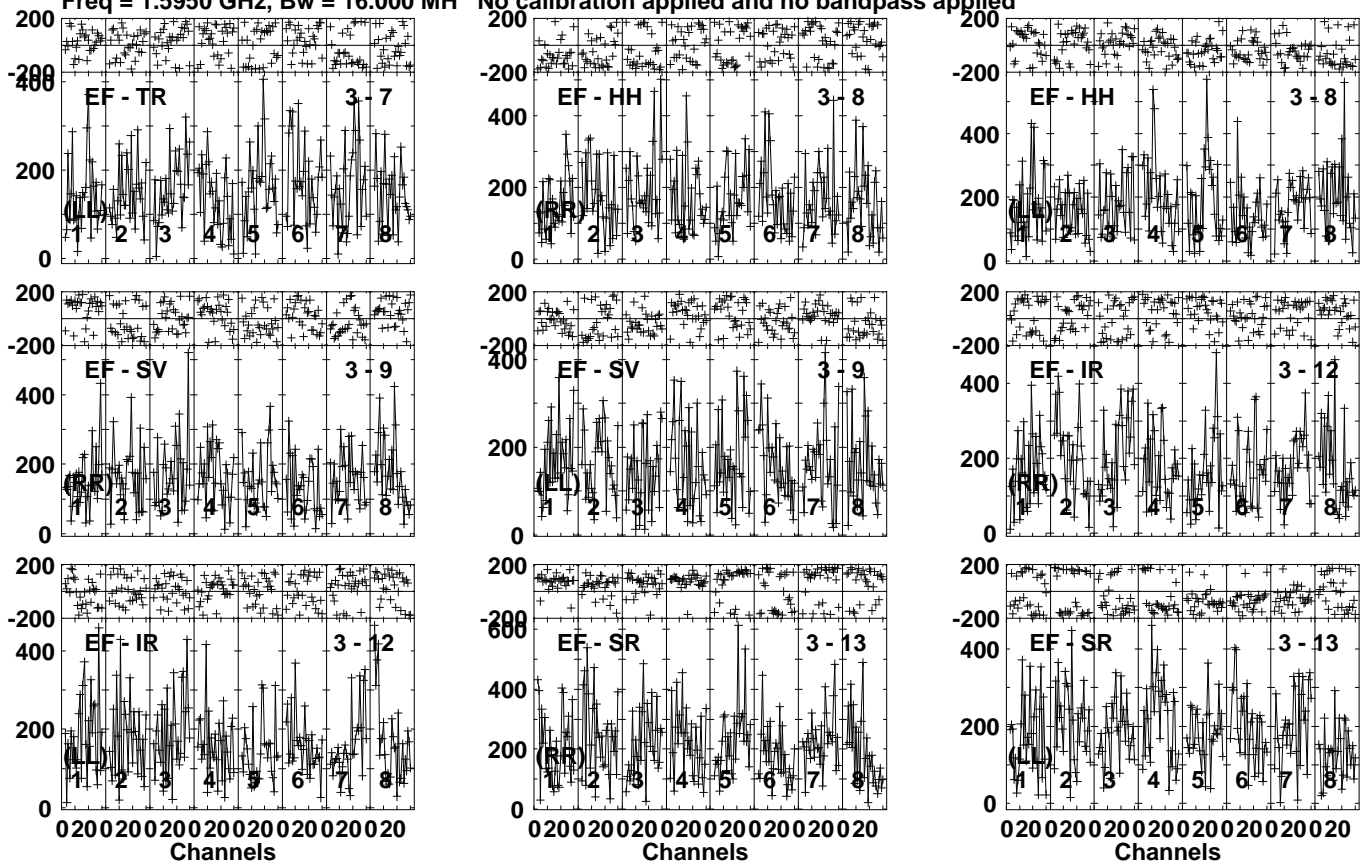 Freq = 1.5950 GHz, Bw = 16.000 MH No calibration applied and no bandpass applied
200 200 200
-200 -200 -200
400
EF - TR 3 - 7 EF - HH 3 - 8 EF - HH 3 - 8
400 400
200 200 200
(LL) (RR) (LL)
1 2 3 4 5 6 7 8 1 2 3 4 5 6 7 8 1 2 3 4 5 6 7 8
0 0 0
200 200 200
-200 -200 -200
EF - SV 3 - 9 EF - SV 3 - 9 EF - IR 3 - 12
400 400 400
200 200 200
(RR) (LL) (RR)
1 2 3 4 5 6 7 8 1 2 3 4 5 6 7 8 1 2 3 4 5 6 7 8
0 0 0
200 200 200
-200 -200 -200
600
EF - IR 3 - 12 EF - SR 3 - 13 EF - SR 3 - 13
400 400 400
200 200 200
(LL) (RR) (LL)
1 2 3 4 5 6 7 8 1 2 3 4 5 6 7 8 1 2 3 4 5 6 7 8
0 0 0
0 20 0 20 0 20 0 20 0 20 0 20 0 20 0 20 0 20 0 20 0 20 0 20 0 20 0 20 0 20 0 20 0 20 0 20 0 20 0 20 0 20 0 20 0 20 0 20
Channels Channels Channels